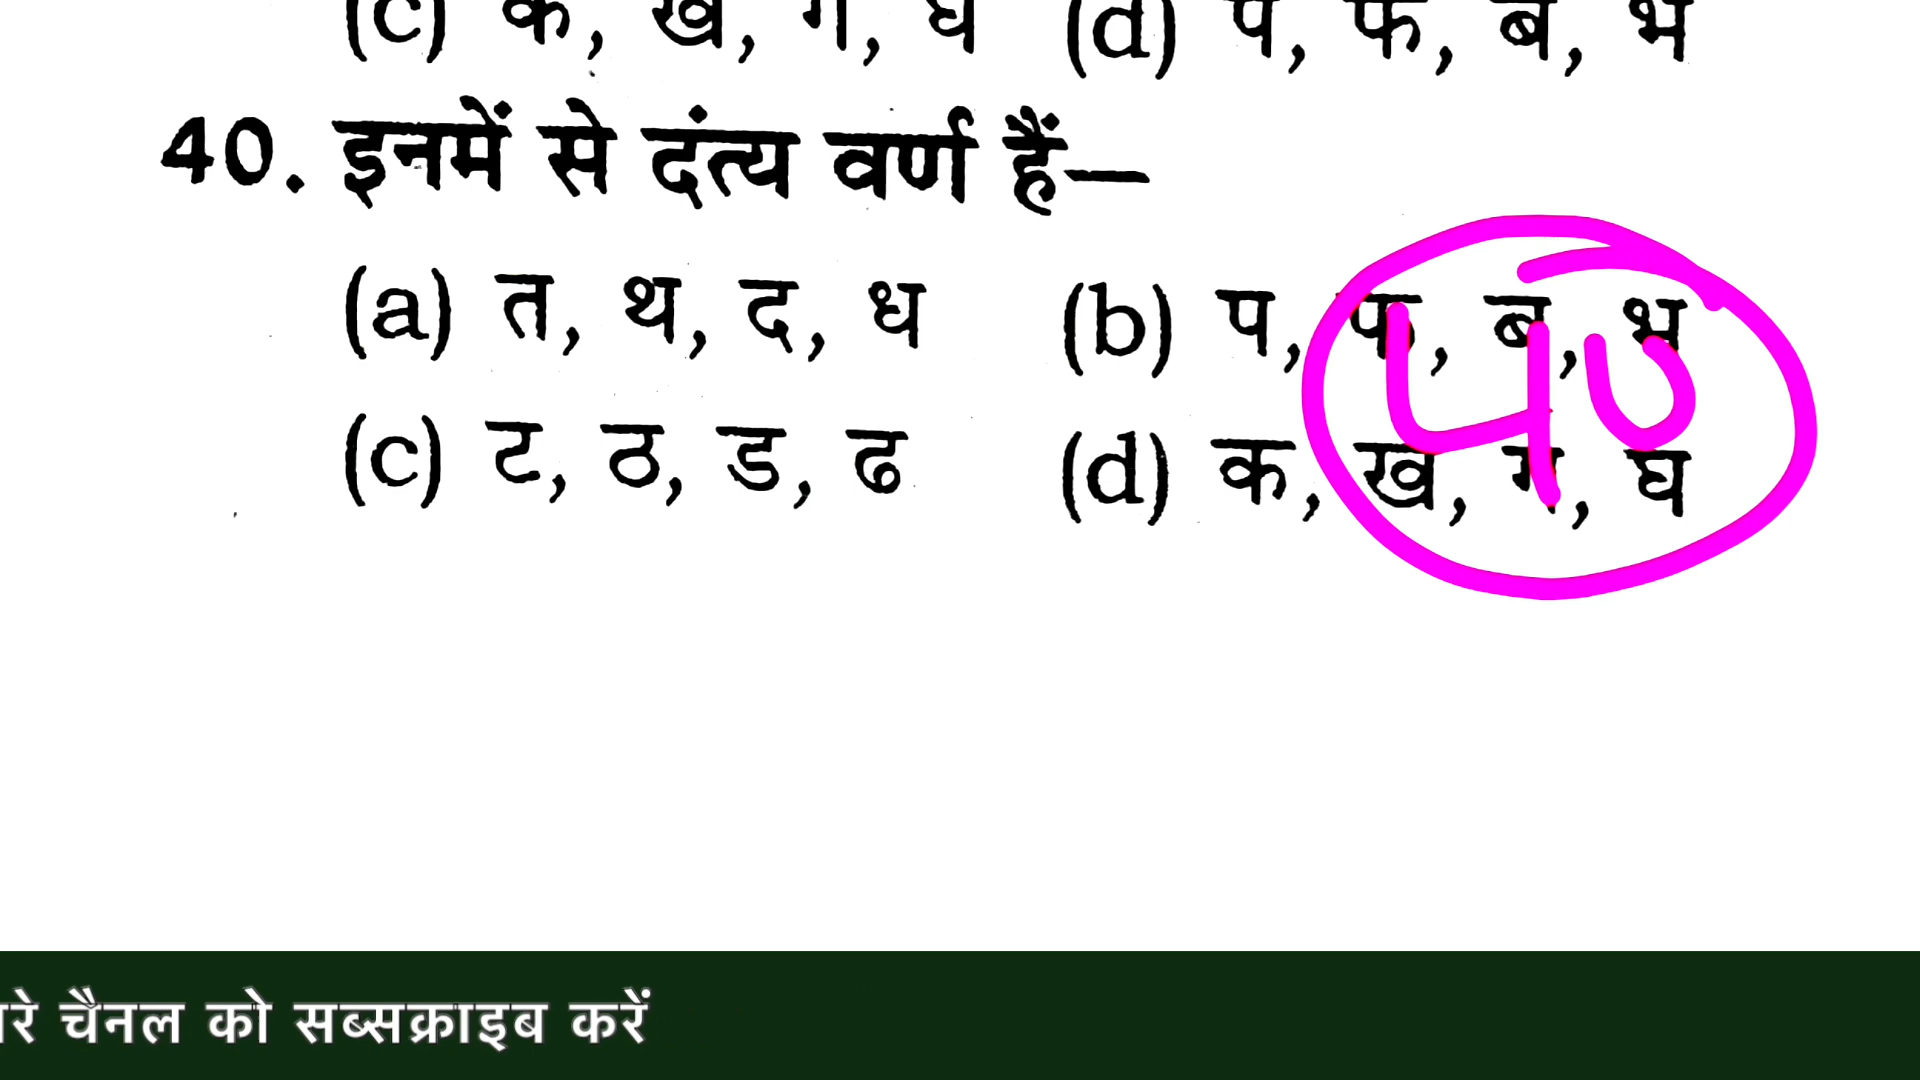 (c) क, ख, ग, घ (d) प, फ, ब, भ
40. इनमें से दंत्य वर्ण हैं—
(a) त, थ, द, ध (b) प, फ, ब, भ
40
(c) ट, ठ, ड, ढ (d) क, ख, ग, घ
रे चैनल को सब्सक्राइब करें